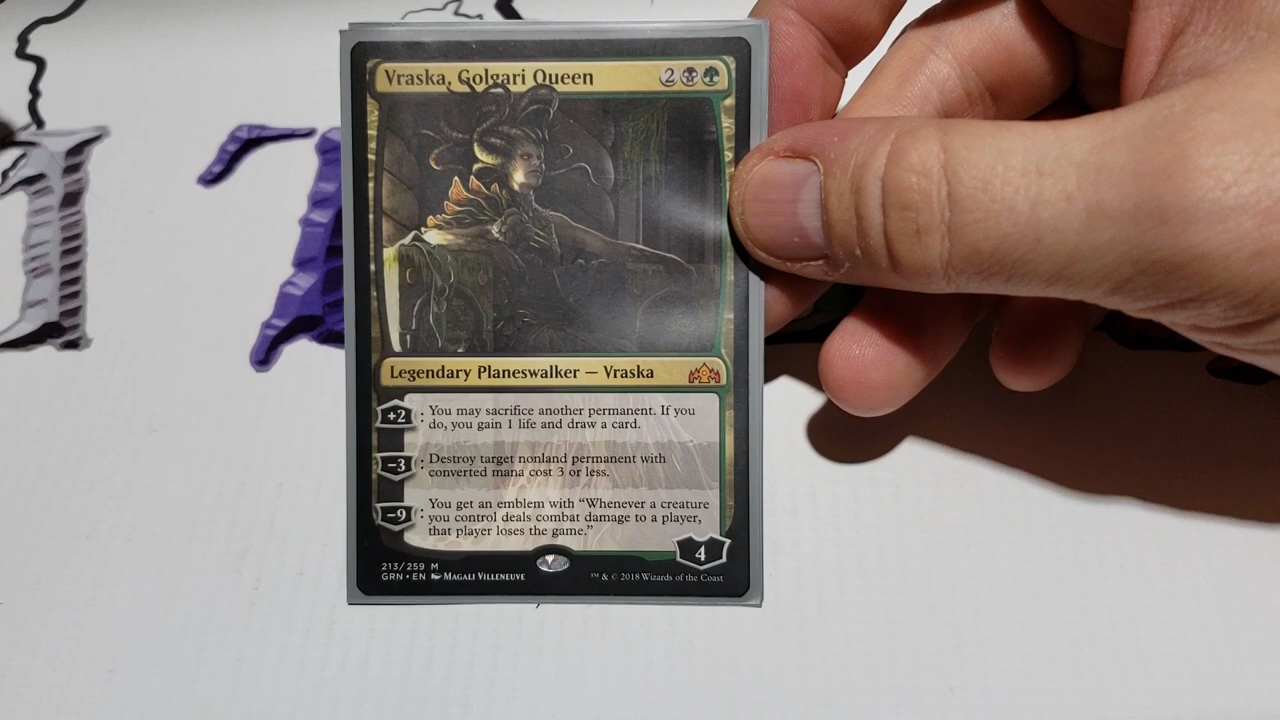 Vraska, Golgari Queen 2
Legendary Planeswalker — Vraska
+2 : You may sacrifice another permanent. If you
do, you gain 1 life and draw a card.
−3 : Destroy target nonland permanent with
converted mana cost 3 or less.
−9 : You get an emblem with “Whenever a creature
you control deals combat damage to a player,
that player loses the game.”
4
213/259 M
GRN • EN Magali Villeneuve
™ & © 2018 Wizards of the Coast